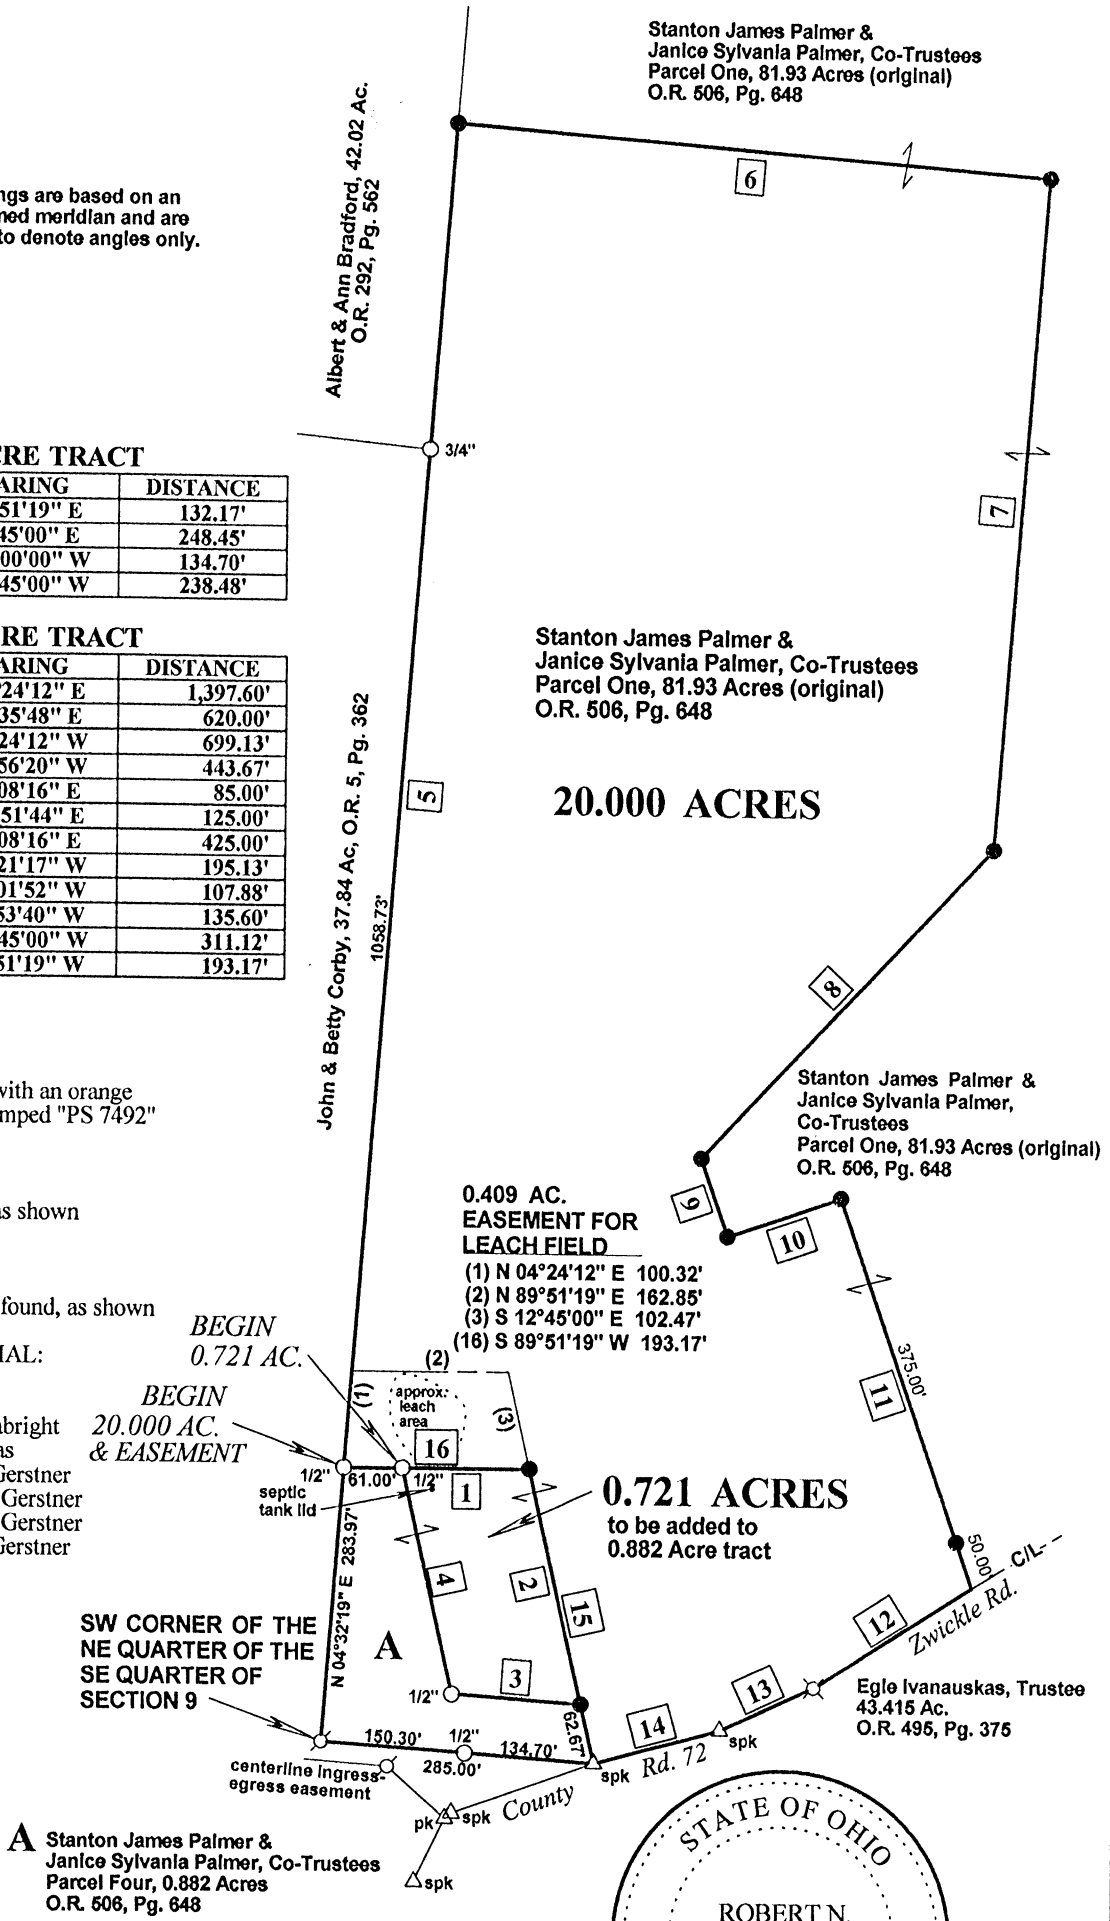 Stanton James Palmer &
Janice Sylvania Palmer, Co-Trustees
Parcel One, 81.93 Acres (original)
O.R. 506, Pg. 648
6
Albert & Ann Bradford, 42.02 Ac.
O.R. 292, Pg. 562
ngs are based on an
ned meridian and are
to denote angles only.
3/4"
7
CRE TRACT
ARING DISTANCE
51'19" E 132.17'
45'00" E 248.45'
00'00" W 134.70'
45'00" W 238.48'
RE TRACT
ARING DISTANCE
24'12" E 1,397.60'
35'48" E 620.00'
24'12" W 699.13'
56'20" W 443.67'
08'16" E 85.00'
51'44" E 125.00'
08'16" E 425.00'
21'17" W 195.13'
01'52" W 107.88'
53'40" W 135.60'
45'00" W 311.12'
51'19" W 193.17'
Stanton James Palmer &
Janice Sylvania Palmer, Co-Trustees
Parcel One, 81.93 Acres (original)
O.R. 506, Pg. 648
20.000 ACRES
5
John & Betty Corby, 37.84 Ac, O.R. 5, Pg. 362
1058.73'
8
with an orange
mped "PS 7492"
Stanton James Palmer &
Janice Sylvania Palmer,
Co-Trustees
Parcel One, 81.93 Acres (original)
O.R. 506, Pg. 648
9
10
as shown
0.409 AC.
EASEMENT FOR
LEACH FIELD
(1) N 04°24'12" E 100.32'
(2) N 89°51'19" E 162.85'
(3) S 12°45'00" E 102.47'
(16) S 89°51'19" W 193.17'
found, as shown
IAL:
BEGIN
0.721 AC.
BEGIN
20.000 AC.
& EASEMENT
abright
as
Gerstner
Gerstner
Gerstner
Gerstner
(2)
(1)
approx.
leach
area
(3)
16
1/2"
61.00'
1/2"
1
septic
tank lid
375.00'
11
50.00'
C/L
Zwickle Rd.
0.721 ACRES
to be added to
0.882 Acre tract
N 04°32'19" E 283.97'
4
2
15
12
SW CORNER OF THE
NE QUARTER OF THE
SE QUARTER OF
SECTION 9
A
1/2"
3
13
14
Egle Ivanauskas, Trustee
43.415 Ac.
O.R. 495, Pg. 375
62.67'
150.30'
1/2"
134.70'
285.00'
spk
spk
County Rd. 72
centerline ingress-
egress easement
pk
spk
spk
A Stanton James Palmer &
Janice Sylvania Palmer, Co-Trustees
Parcel Four, 0.882 Acres
O.R. 506, Pg. 648
STATE OF OHIO
ROBERT N.